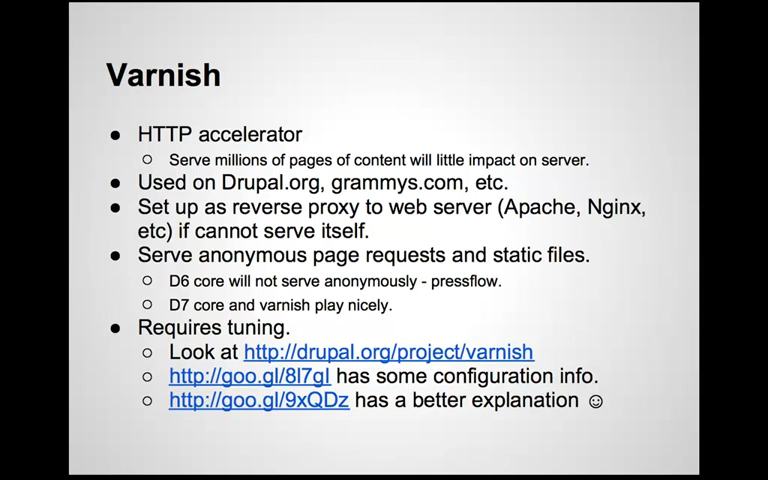 Varnish
● HTTP accelerator
○ Serve millions of pages of content will little impact on server.
● Used on Drupal.org, grammys.com, etc.
● Set up as reverse proxy to web server (Apache, Nginx,
etc) if cannot serve itself.
● Serve anonymous page requests and static files.
○ D6 core will not serve anonymously - pressflow.
○ D7 core and varnish play nicely.
● Requires tuning.
○ Look at http://drupal.org/project/varnish
○ http://goo.gl/8l7gI has some configuration info.
○ http://goo.gl/9xQDz has a better explanation ☺